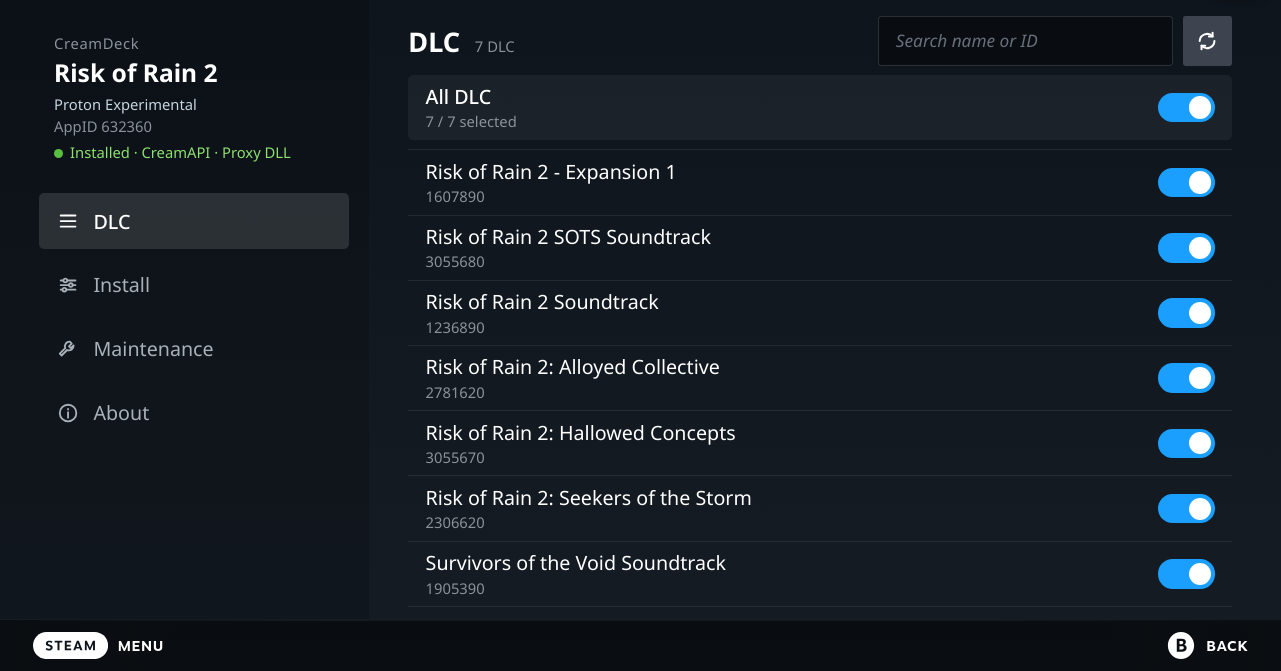 CreamDeck
Risk of Rain 2
Proton Experimental
AppID 632360
Installed · CreamAPI · Proxy DLL
DLC
Install
Maintenance
About
DLC 7 DLC
Search name or ID
All DLC
7 / 7 selected
Risk of Rain 2 - Expansion 1
1607890
Risk of Rain 2 SOTS Soundtrack
3055680
Risk of Rain 2 Soundtrack
1236890
Risk of Rain 2: Alloyed Collective
2781620
Risk of Rain 2: Hallowed Concepts
3055670
Risk of Rain 2: Seekers of the Storm
2306620
Survivors of the Void Soundtrack
1905390
STEAM MENU
B BACK